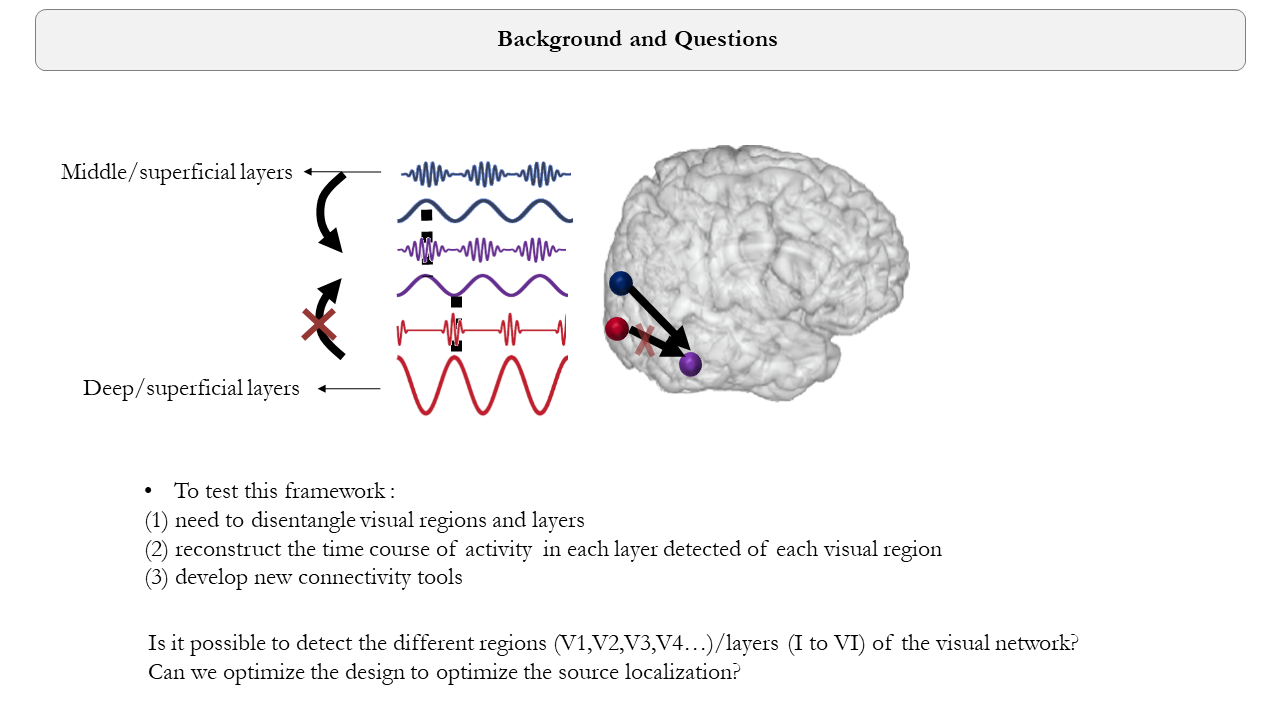 Background and Questions
Middle/superficial layers
Deep/superficial layers
• To test this framework :
(1) need to disentangle visual regions and layers
(2) reconstruct the time course of activity in each layer detected of each visual region
(3) develop new connectivity tools
Is it possible to detect the different regions (V1,V2,V3,V4…)/layers (I to VI) of the visual network?
Can we optimize the design to optimize the source localization?